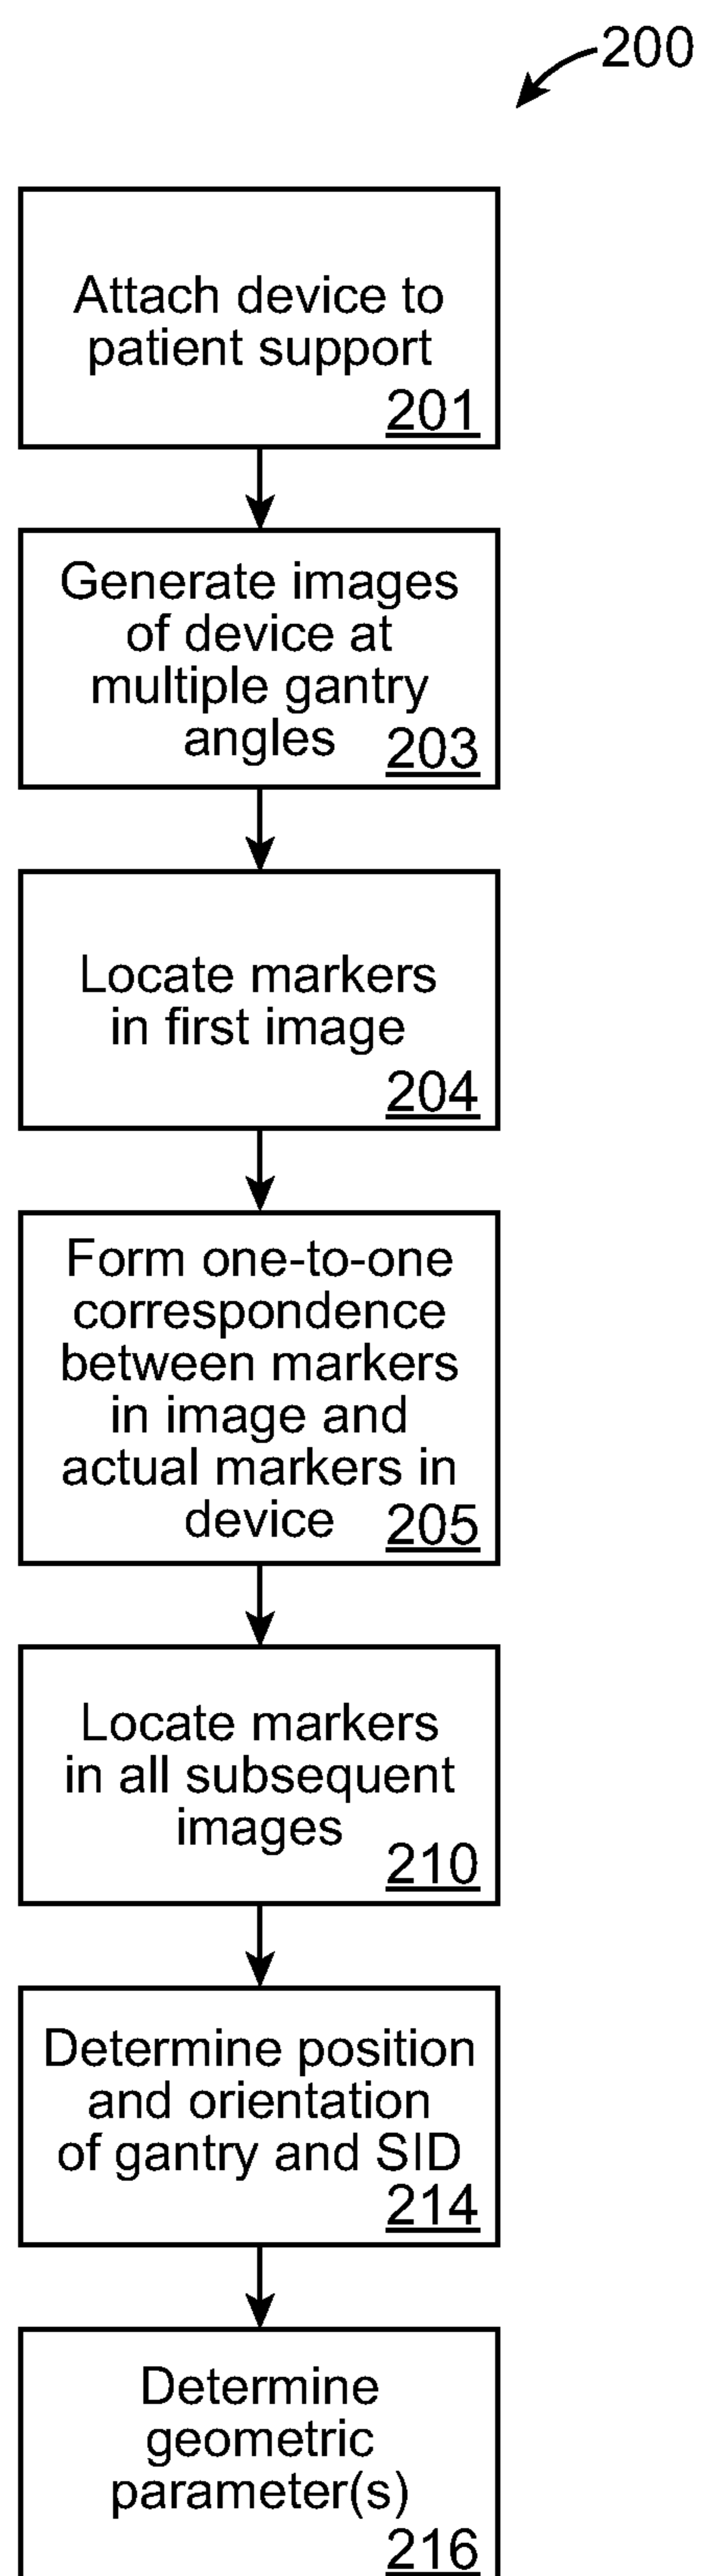 200
Attach device to
patient support
201
Generate images
of device at
multiple gantry
angles 203
Locate markers
in first image
204
Form one-to-one
correspondence
between markers
in image and
actual markers in
device 205
Locate markers
in all subsequent
images
210
Determine position
and orientation
of gantry and SID
214
Determine
geometric
parameter(s)
216